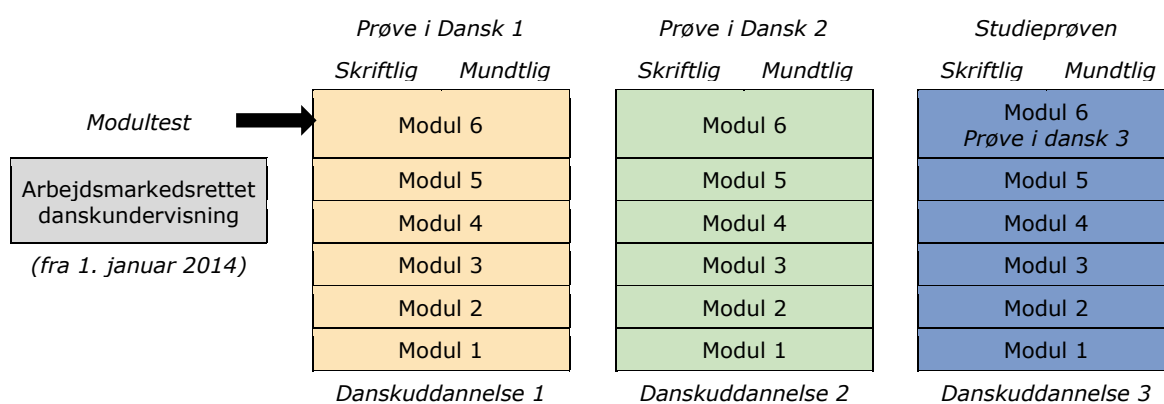 Prøve i Dansk 1 Prøve i Dansk 2 Studieprøven
Skriftlig Mundtlig Skriftlig Mundtlig Skriftlig Mundtlig
Modultest
Modul 6 Modul 6 Modul 6
Prøve i dansk 3
Arbejdsmarkedsrettet
danskundervisning
(fra 1. januar 2014)
Modul 5 Modul 5 Modul 5
Modul 4 Modul 4 Modul 4
Modul 3 Modul 3 Modul 3
Modul 2 Modul 2 Modul 2
Modul 1 Modul 1 Modul 1
Danskuddannelse 1 Danskuddannelse 2 Danskuddannelse 3